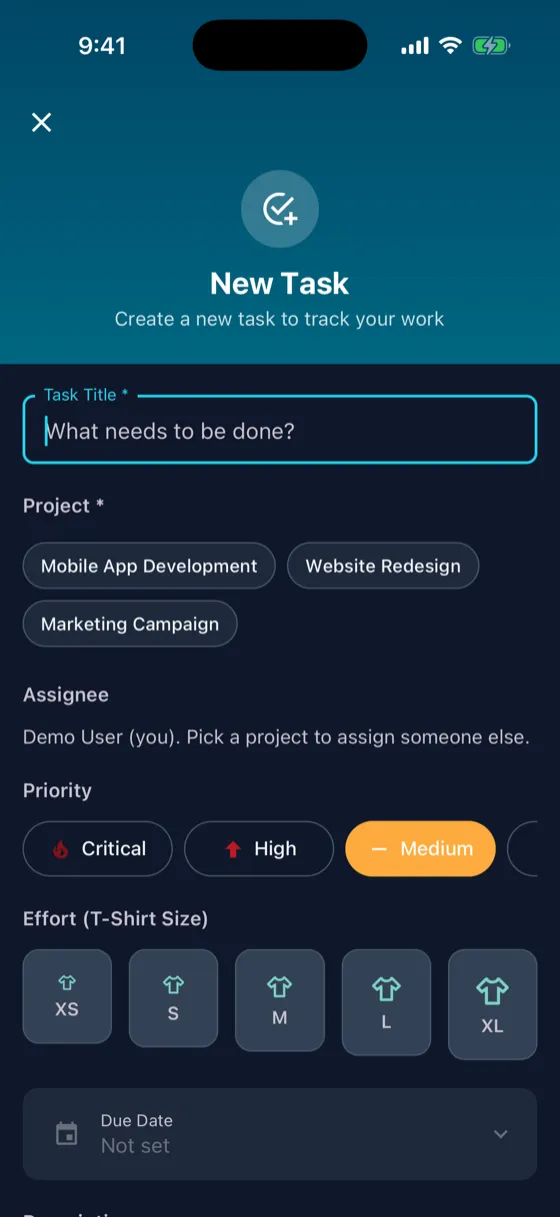 9:41
New Task
Create a new task to track your work
Task Title *
What needs to be done?
Project *
Mobile App Development
Website Redesign
Marketing Campaign
Assignee
Demo User (you). Pick a project to assign someone else.
Priority
Critical
High
Medium
Effort (T-Shirt Size)
XS
S
M
L
XL
Due Date
Not set